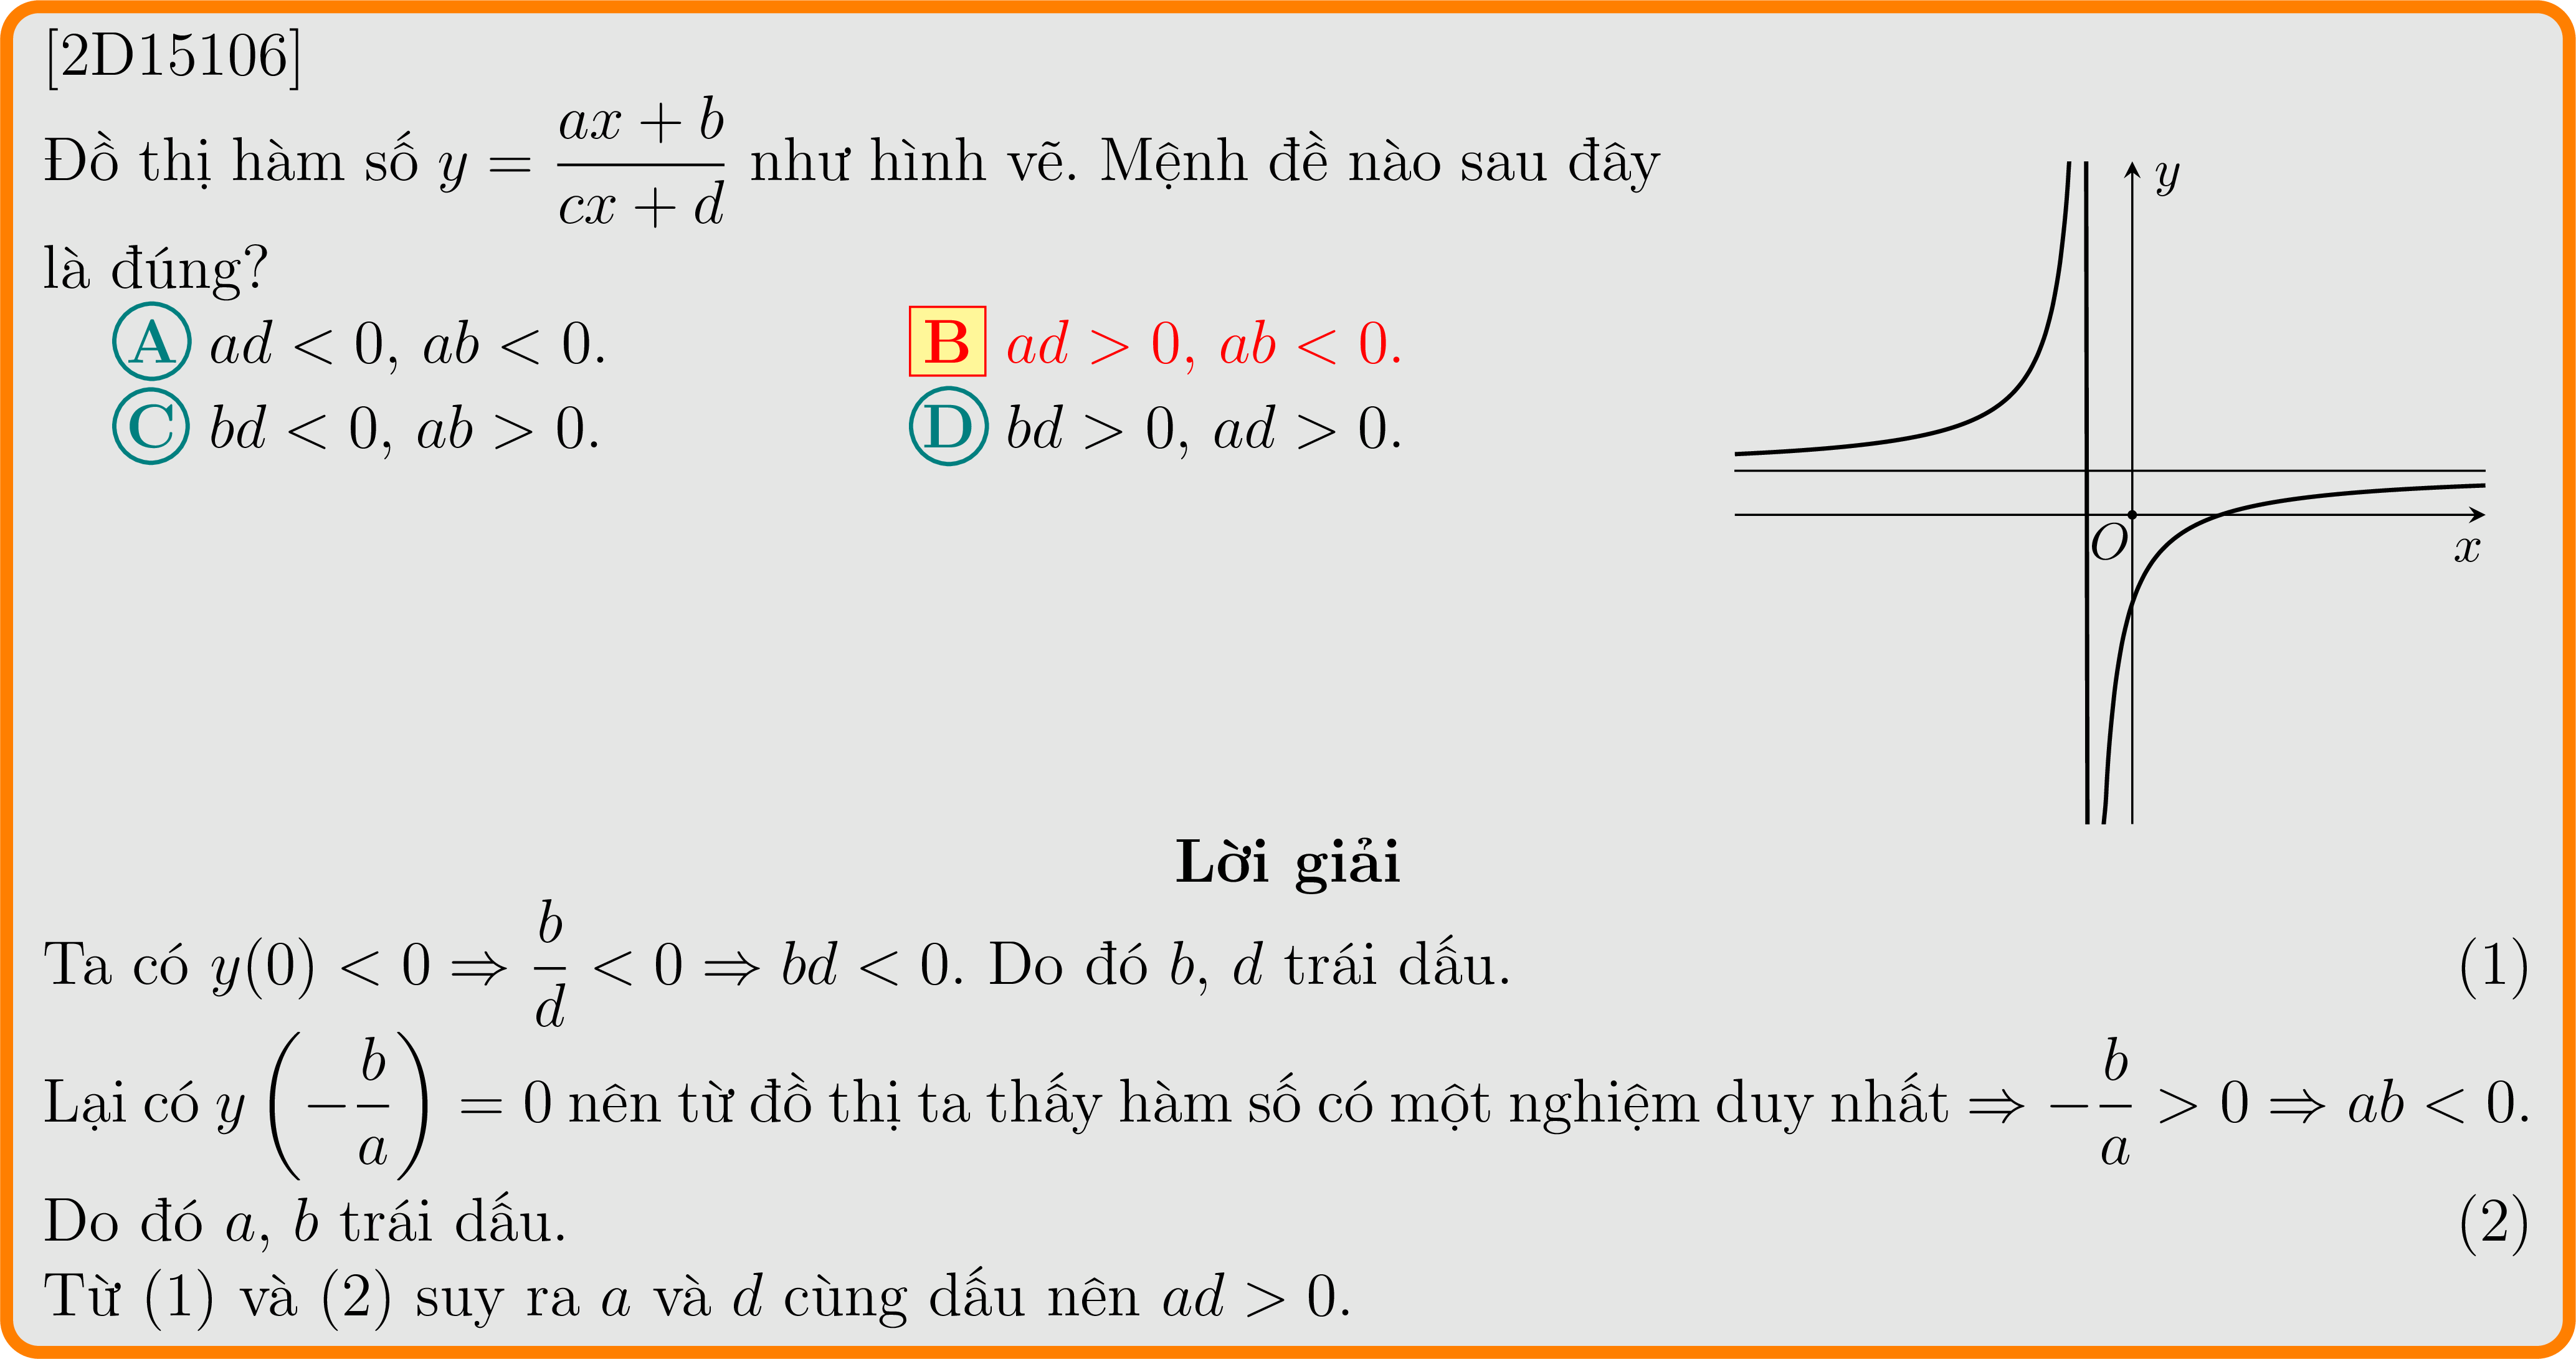 [2D15106]
Đồ thị hàm số y = \frac{ax + b}{cx + d} như hình vẽ. Mệnh đề nào sau đây
là đúng?
A ad < 0, ab < 0. B ad > 0, ab < 0.
C bd < 0, ab > 0. D bd > 0, ad > 0.
y
O
x
Lời giải
Ta có y(0) < 0 ⇒ \frac{b}{d} < 0 ⇒ bd < 0. Do đó b, d trái dấu. (1)
Lại có y\left(-\frac{b}{a}\right) = 0 nên từ đồ thị ta thấy hàm số có một nghiệm duy nhất ⇒ -\frac{b}{a} > 0 ⇒ ab < 0.
Do đó a, b trái dấu. (2)
Từ (1) và (2) suy ra a và d cùng dấu nên ad > 0.